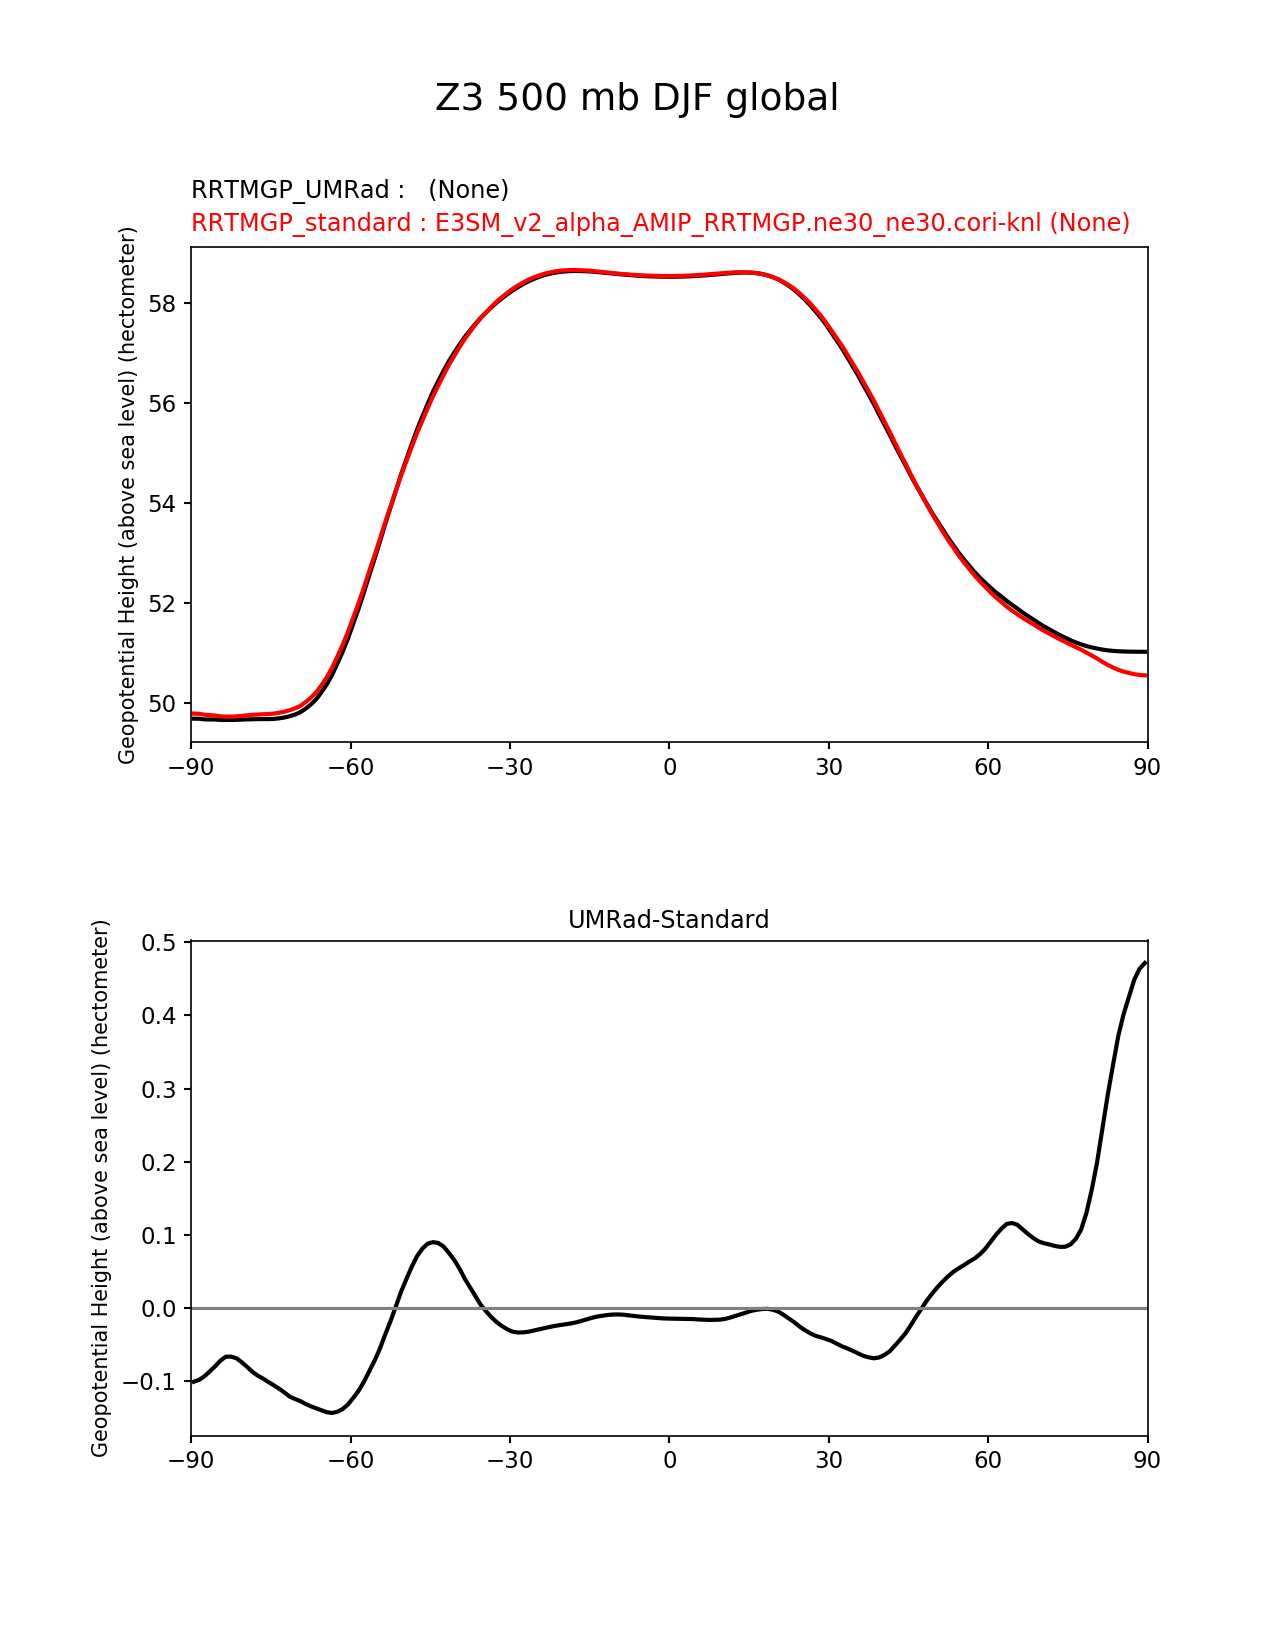 Z3 500 mb DJF global
RRTMGP_UMRad :   (None)
RRTMGP_standard : E3SM_v2_alpha_AMIP_RRTMGP.ne30_ne30.cori-knl (None)
Geopotential Height (above sea level) (hectometer)
58
56
54
52
50
−90 −60 −30 0 30 60 90
UMRad-Standard
Geopotential Height (above sea level) (hectometer)
0.5
0.4
0.3
0.2
0.1
0.0
−0.1
−90 −60 −30 0 30 60 90